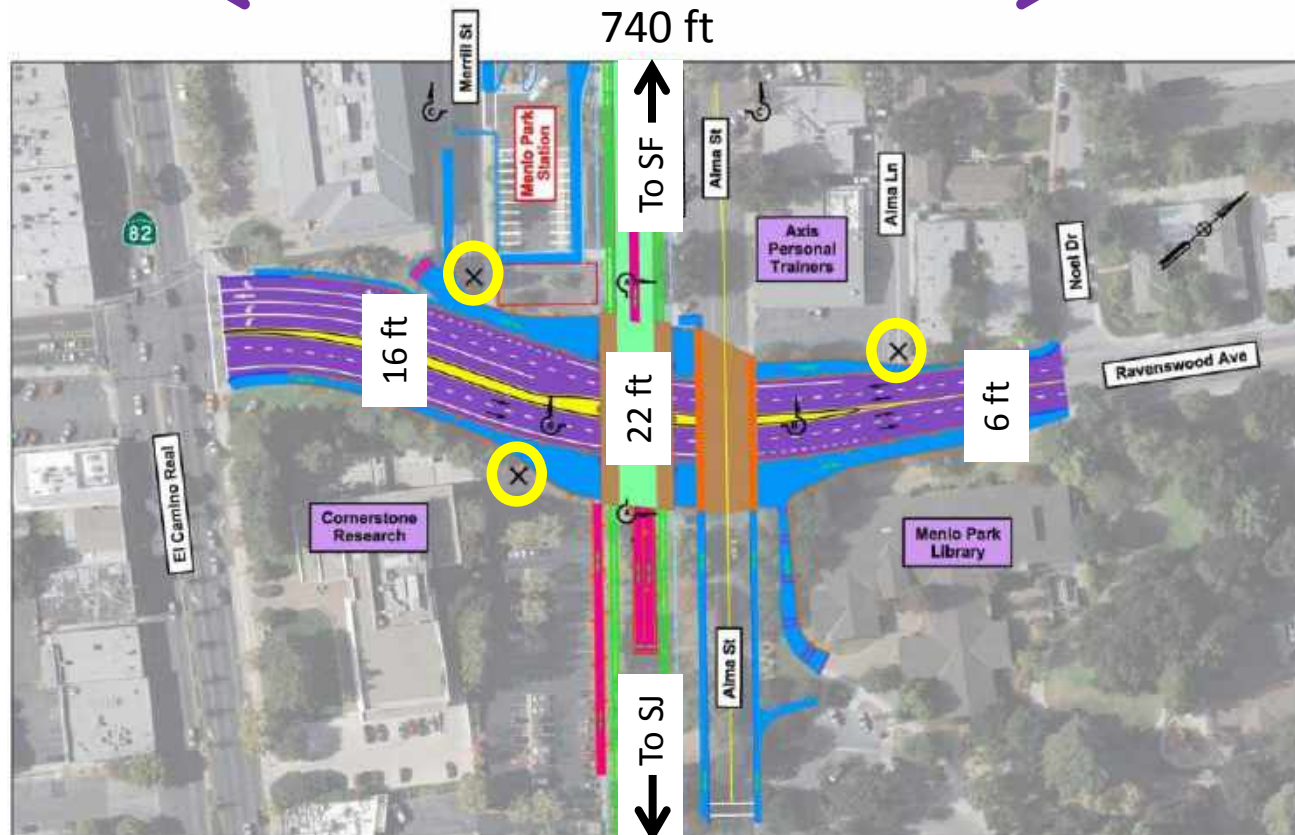 740 ft
Merrill St
To SF
Menlo Park
Station
Alma St
Alma Ln
82
Axis
Personal
Trainers
Noel Dr
16 ft
22 ft
6 ft
Ravenswood Ave
El Camino Real
Cornerstone
Research
Menlo Park
Library
Alma St
To SJ